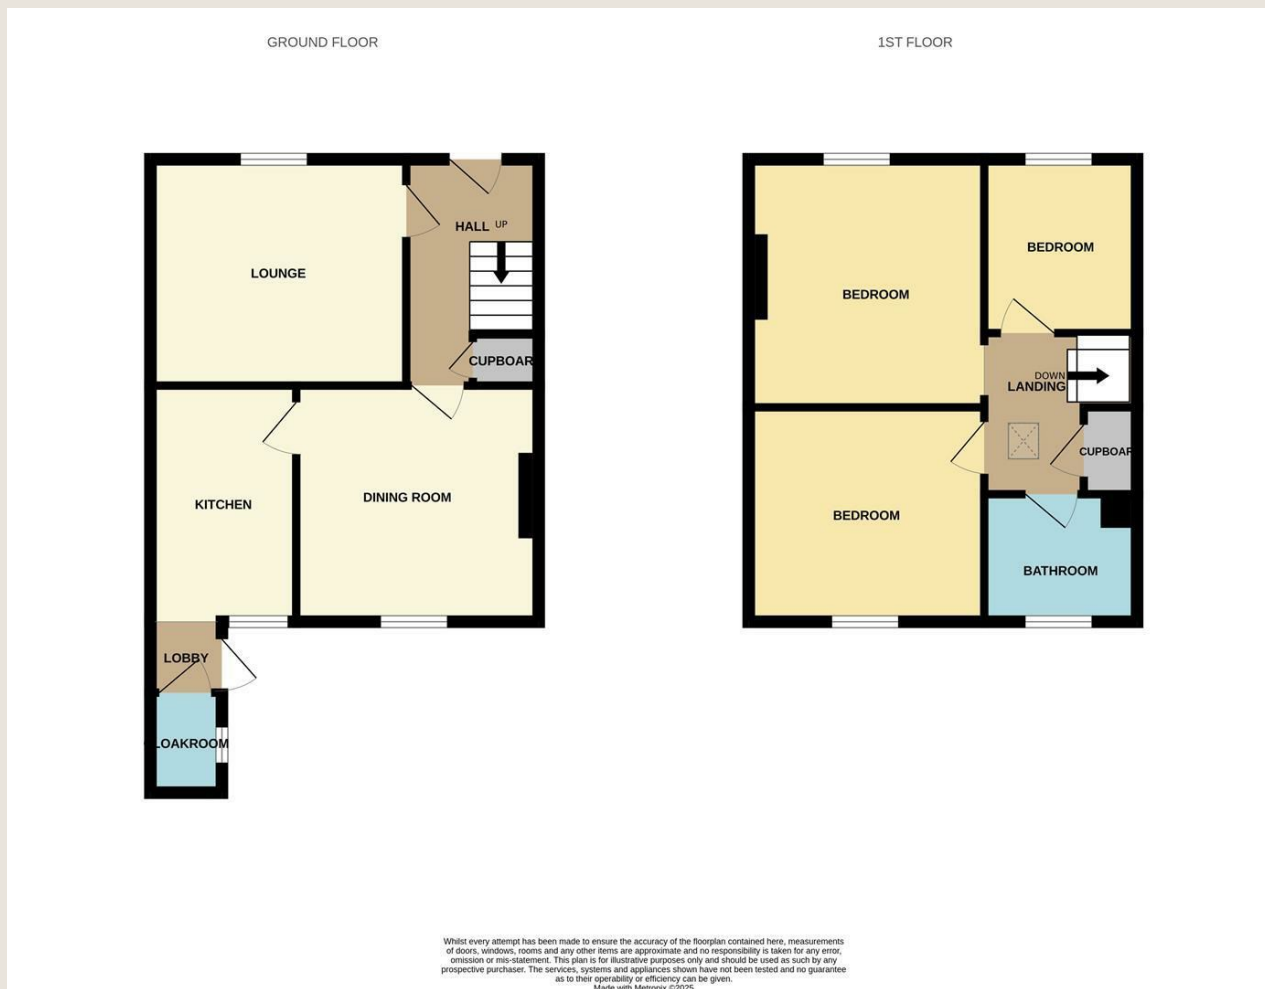 GROUND FLOOR
1ST FLOOR
LOUNGE
HALL
UP
CUPBOAR
KITCHEN
DINING ROOM
LOBBY
LOAKROOM
BEDROOM
BEDROOM
DOWN
LANDING
CUPBOAR
BEDROOM
BATHROOM
Whilst every attempt has been made to ensure the accuracy of the floorplan contained here, measurements
of doors, windows, rooms and any other items are approximate and no responsibility is taken for any error,
omission or mis-statement. This plan is for illustrative purposes only and should be used as such by any
prospective purchaser. The services, systems and appliances shown have not been tested and no guarantee
as to their operability or efficiency can be given.
Made with Metropix ©2025